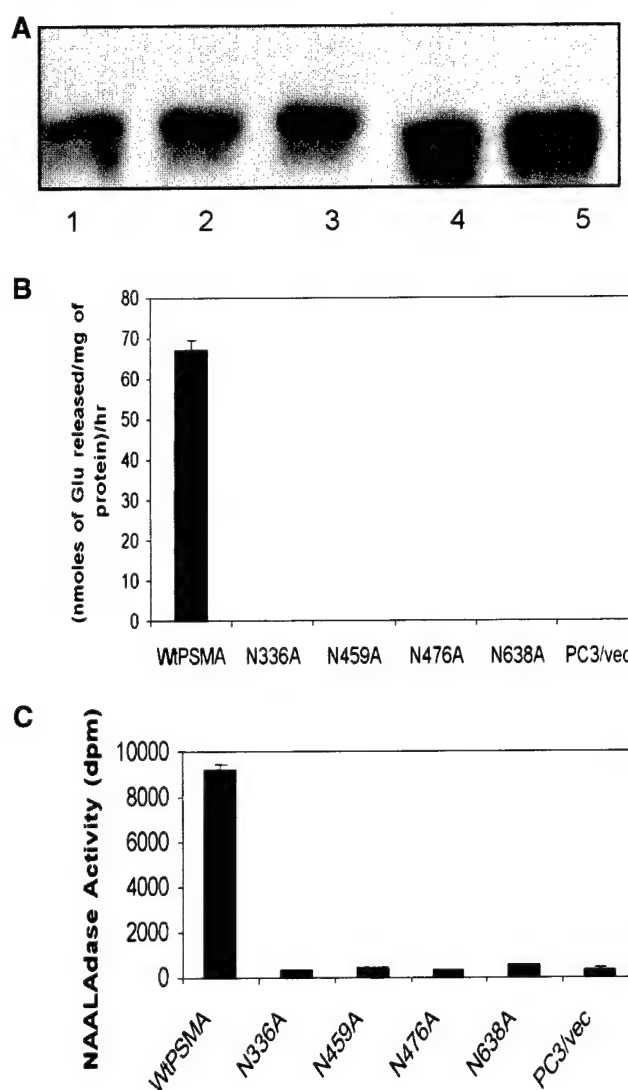 A
1 2 3 4 5
B
(nmoles of Glu released/mg of
protein)/hr
80
70
60
50
40
30
20
10
0
WtPSMA N336A N459A N476A N638A PC3/vec
C
NAALAdase Activity (dpm)
10000
8000
6000
4000
2000
0
WtPSMA N336A N459A N476A N638A PC3/vec